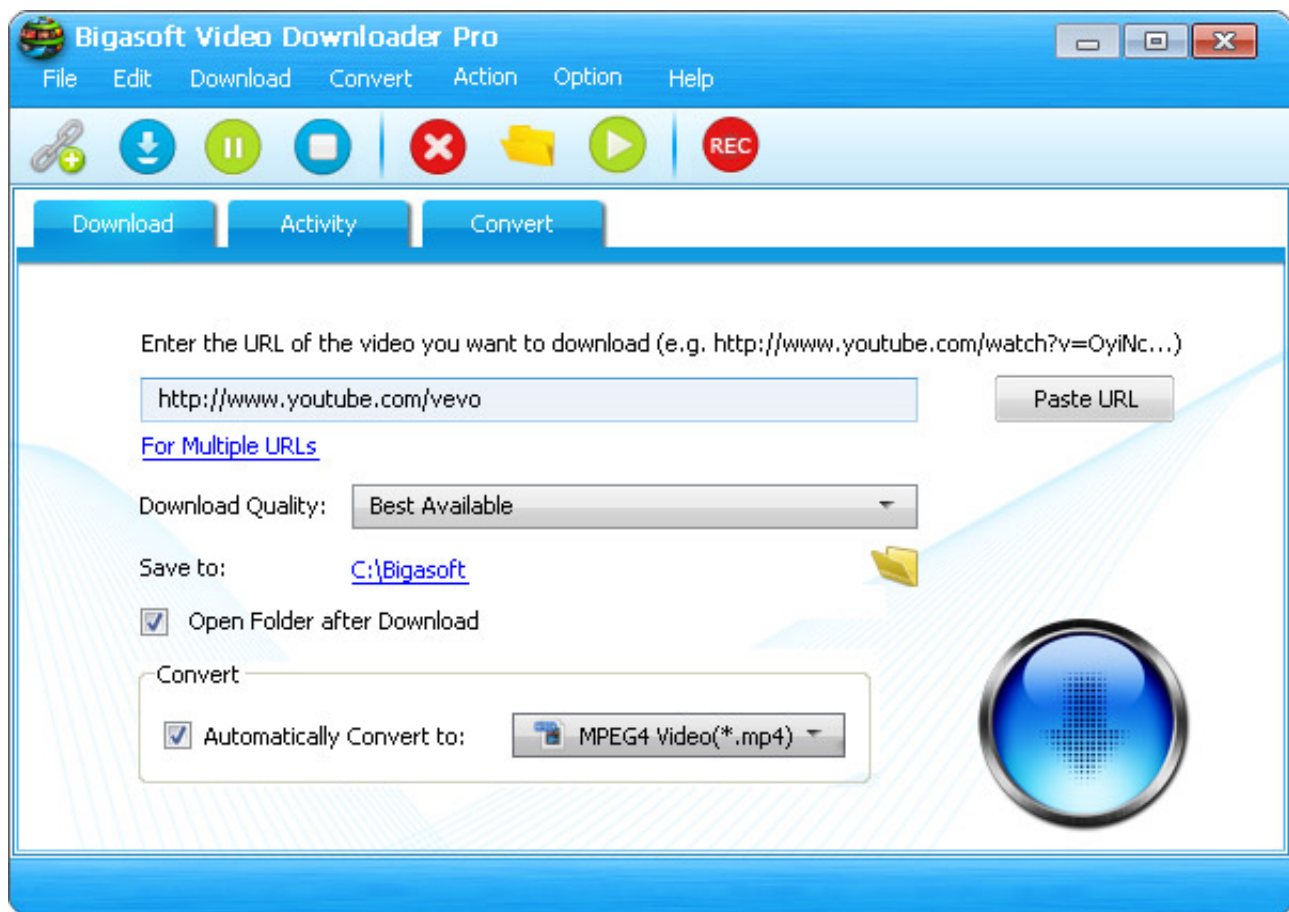 Bigasoft Video Downloader Pro
File Edit Download Convert Action Option Help
REC
Download Activity Convert
Enter the URL of the video you want to download (e.g. http://www.youtube.com/watch?v=OyiNc...)
http://www.youtube.com/vevo Paste URL
For Multiple URLs
Download Quality: Best Available
Save to: C:\Bigasoft
Open Folder after Download
Convert
Automatically Convert to: MPEG4 Video(*.mp4)